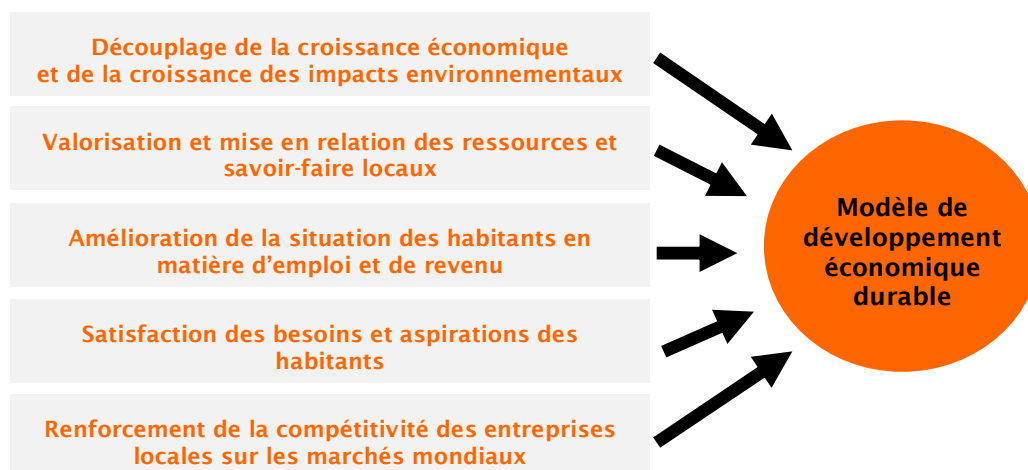 Découplage de la croissance économique
et de la croissance des impacts environnementaux
Valorisation et mise en relation des ressources et
savoir-faire locaux
Amélioration de la situation des habitants en
matière d’emploi et de revenu
Satisfaction des besoins et aspirations des
habitants
Renforcement de la compétitivité des entreprises
locales sur les marchés mondiaux
Modèle de
développement
économique
durable